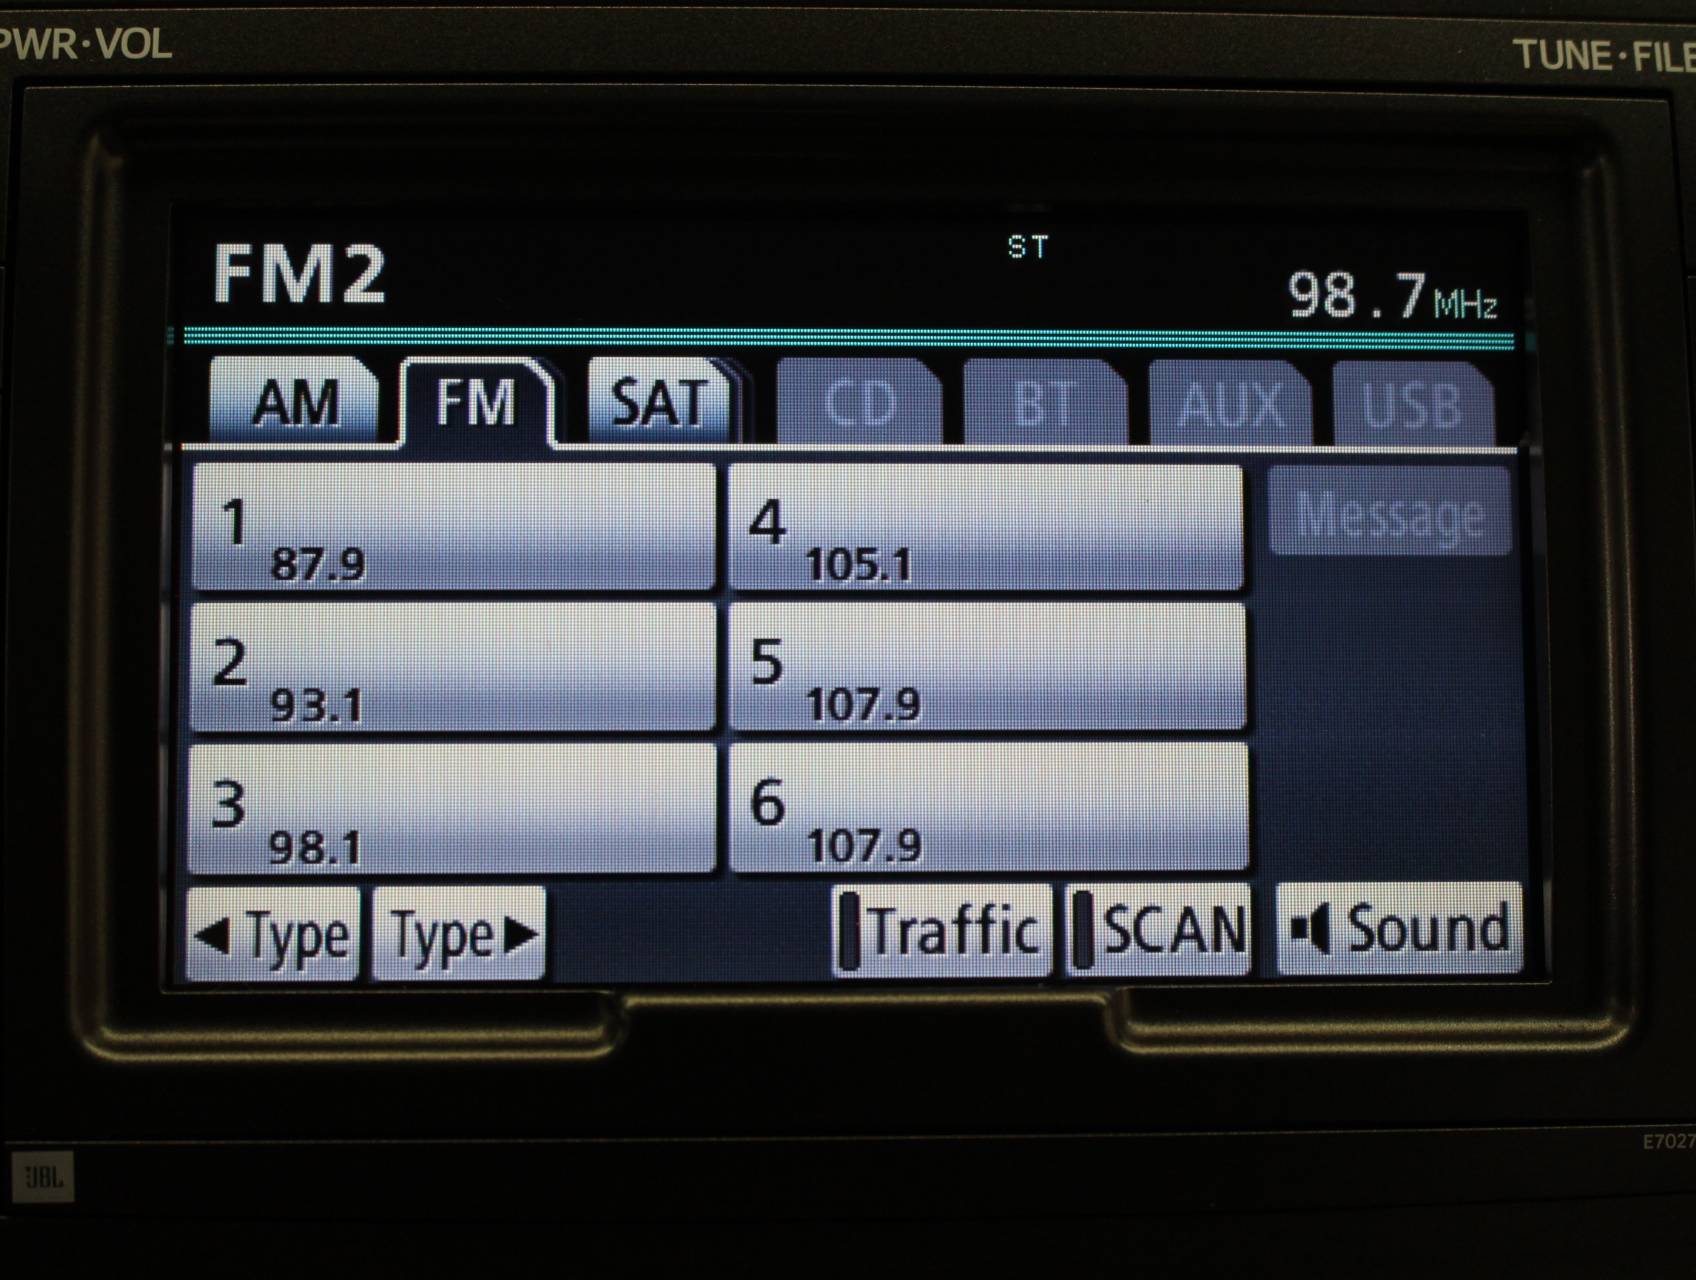 PWR·VOL
TUNE·FILE
FM2
ST
98.7MHz
AM FM SAT CD BT AUX USB
1
87.9
4
105.1
Message
2
93.1
5
107.9
3
98.1
6
107.9
◀Type Type▶ Traffic SCAN Sound
E7027
JBL